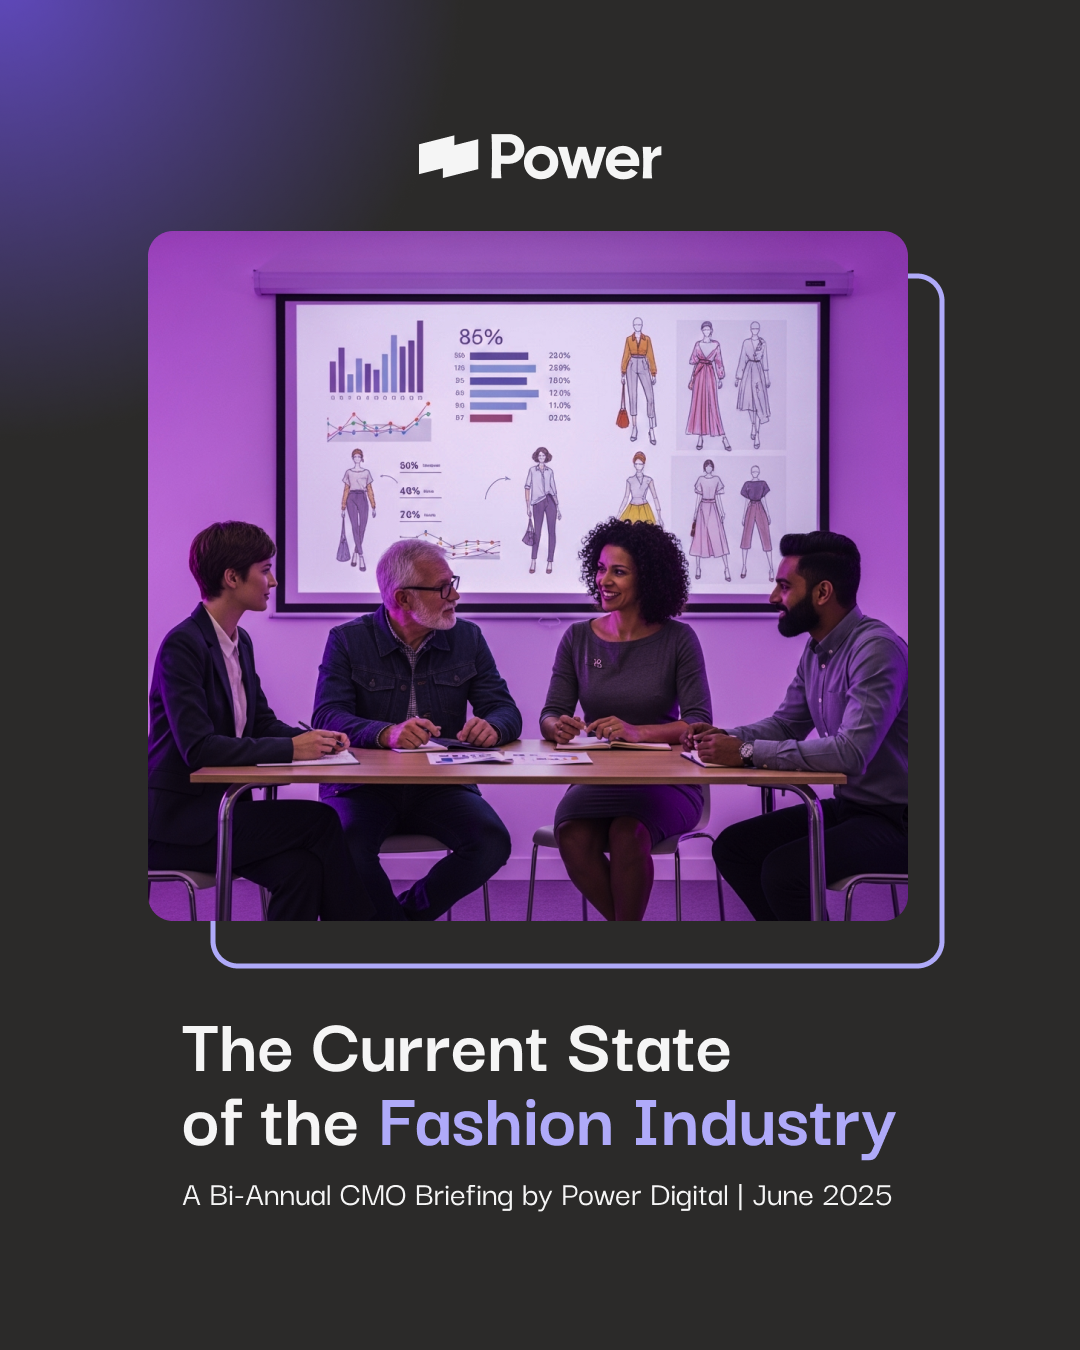 Power
86%
50%
40%
70%
The Current State
of the Fashion Industry
A Bi-Annual CMO Briefing by Power Digital | June 2025